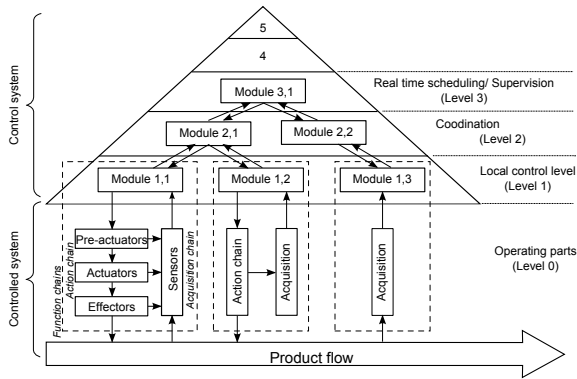 5
4
Module 3,1
Real time scheduling/ Supervision
(Level 3)
Module 2,1
Module 2,2
Coodination
(Level 2)
Module 1,1
Module 1,2
Module 1,3
Local control level
(Level 1)
Control system
Controlled system
Function chains
Action chain
Pre-actuators
Actuators
Effectors
Sensors
Acquisition chain
Action chain
Acquisition
Acquisition
Operating parts
(Level 0)
Product flow